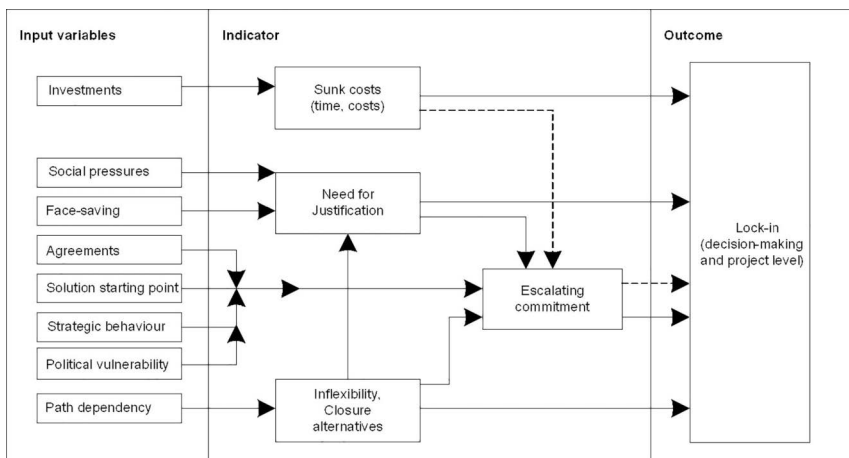 Input variables
Indicator
Outcome
Investments
Sunk costs
(time, costs)
Social pressures
Face-saving
Need for
Justification
Agreements
Solution starting point
Strategic behaviour
Political vulnerability
Path dependency
Escalating
commitment
Inflexibility,
Closure
alternatives
Lock-in
(decision-making
and project level)